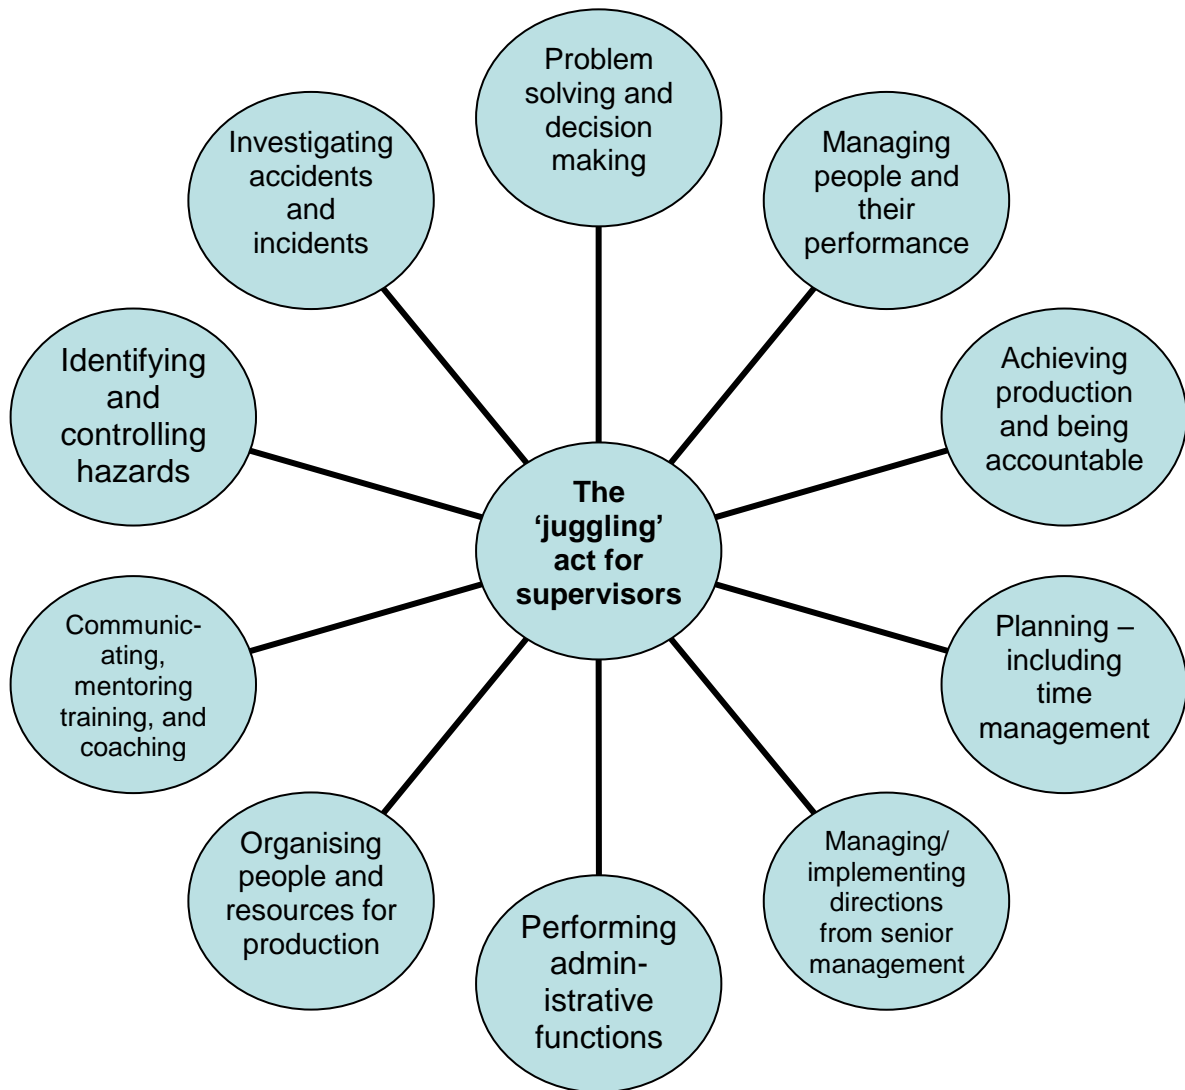 Problem
solving and
decision
making
Managing
people and
their
performance
Achieving
production
and being
accountable
Planning –
including
time
management
Managing/
implementing
directions
from senior
management
Performing
admin-
istrative
functions
Organising
people and
resources for
production
Communic-
ating,
mentoring
training, and
coaching
Identifying
and
controlling
hazards
Investigating
accidents
and
incidents
The
‘juggling’
act for
supervisors